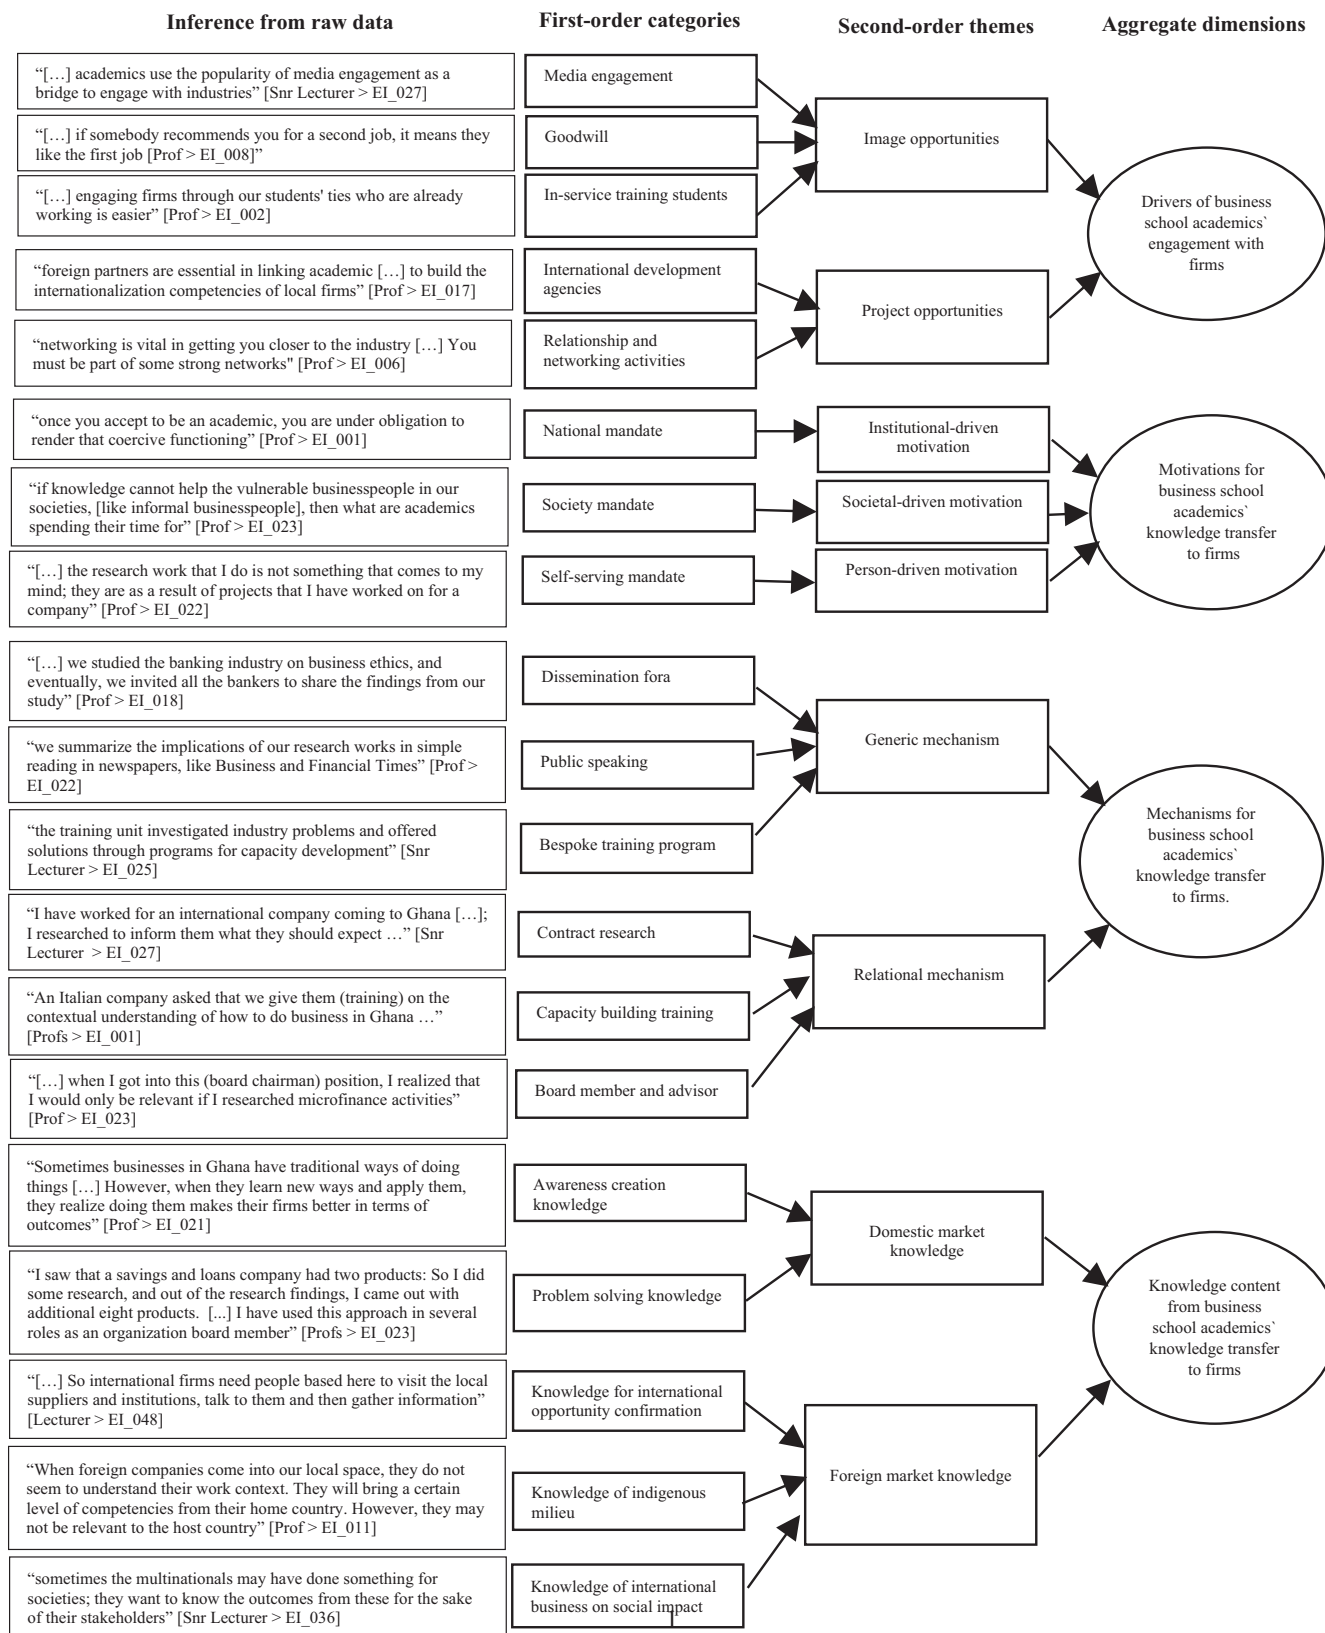 Inference from raw data
First-order categories
Second-order themes
Aggregate dimensions
“[…] academics use the popularity of media engagement as a
bridge to engage with industries” [Snr Lecturer > EI_027]
Media engagement
“[…] if somebody recommends you for a second job, it means they
like the first job [Prof > EI_008]”
Goodwill
“[…] engaging firms through our students' ties who are already
working is easier” [Prof > EI_002]
In-service training students
Image opportunities
“foreign partners are essential in linking academic […] to build the
internationalization competencies of local firms” [Prof > EI_017]
International development
agencies
“networking is vital in getting you closer to the industry […] You
must be part of some strong networks" [Prof > EI_006]
Relationship and
networking activities
Project opportunities
Drivers of business
school academics`
engagement with
firms
“once you accept to be an academic, you are under obligation to
render that coercive functioning” [Prof > EI_001]
National mandate
Institutional-driven
motivation
“if knowledge cannot help the vulnerable businesspeople in our
societies, [like informal businesspeople], then what are academics
spending their time for” [Prof > EI_023]
Society mandate
Societal-driven motivation
“[…] the research work that I do is not something that comes to my
mind; they are as a result of projects that I have worked on for a
company” [Prof > EI_022]
Self-serving mandate
Person-driven motivation
Motivations for
business school
academics`
knowledge transfer
to firms
“[…] we studied the banking industry on business ethics, and
eventually, we invited all the bankers to share the findings from our
study” [Prof > EI_018]
Dissemination fora
“we summarize the implications of our research works in simple
reading in newspapers, like Business and Financial Times” [Prof >
EI_022]
Public speaking
“the training unit investigated industry problems and offered
solutions through programs for capacity development” [Snr
Lecturer > EI_025]
Bespoke training program
Generic mechanism
“I have worked for an international company coming to Ghana […];
I researched to inform them what they should expect …” [Snr
Lecturer  > EI_027]
Contract research
“An Italian company asked that we give them (training) on the
contextual understanding of how to do business in Ghana …”
[Profs > EI_001]
Capacity building training
“[…] when I got into this (board chairman) position, I realized that
I would only be relevant if I researched microfinance activities”
[Prof > EI_023]
Board member and advisor
Relational mechanism
Mechanisms for
business school
academics`
knowledge transfer
to firms.
“Sometimes businesses in Ghana have traditional ways of doing
things […] However, when they learn new ways and apply them,
they realize doing them makes their firms better in terms of
outcomes” [Prof > EI_021]
Awareness creation
knowledge
“I saw that a savings and loans company had two products: So I did
some research, and out of the research findings, I came out with
additional eight products.  [...] I have used this approach in several
roles as an organization board member” [Profs > EI_023]
Problem solving knowledge
Domestic market
knowledge
“[…] So international firms need people based here to visit the local
suppliers and institutions, talk to them and then gather information”
[Lecturer > EI_048]
Knowledge for international
opportunity confirmation
“When foreign companies come into our local space, they do not
seem to understand their work context. They will bring a certain
level of competencies from their home country. However, they may
not be relevant to the host country” [Prof > EI_011]
Knowledge of indigenous
milieu
“sometimes the multinationals may have done something for
societies; they want to know the outcomes from these for the sake
of their stakeholders” [Snr Lecturer > EI_036]
Knowledge of international
business on social impact
Foreign market knowledge
Knowledge content
from business
school academics`
knowledge transfer
to firms